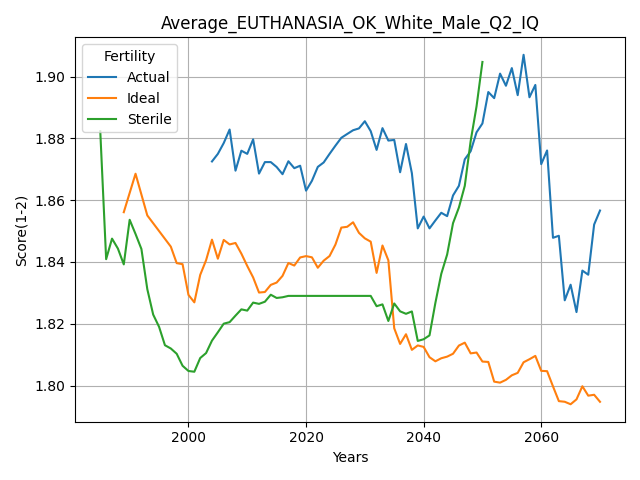 Average_EUTHANASIA_OK_White_Male_Q2_IQ
Fertility
Actual
Ideal
Sterile
Score(1-2)
1.90
1.88
1.86
1.84
1.82
1.80
2000 2020 2040 2060
Years